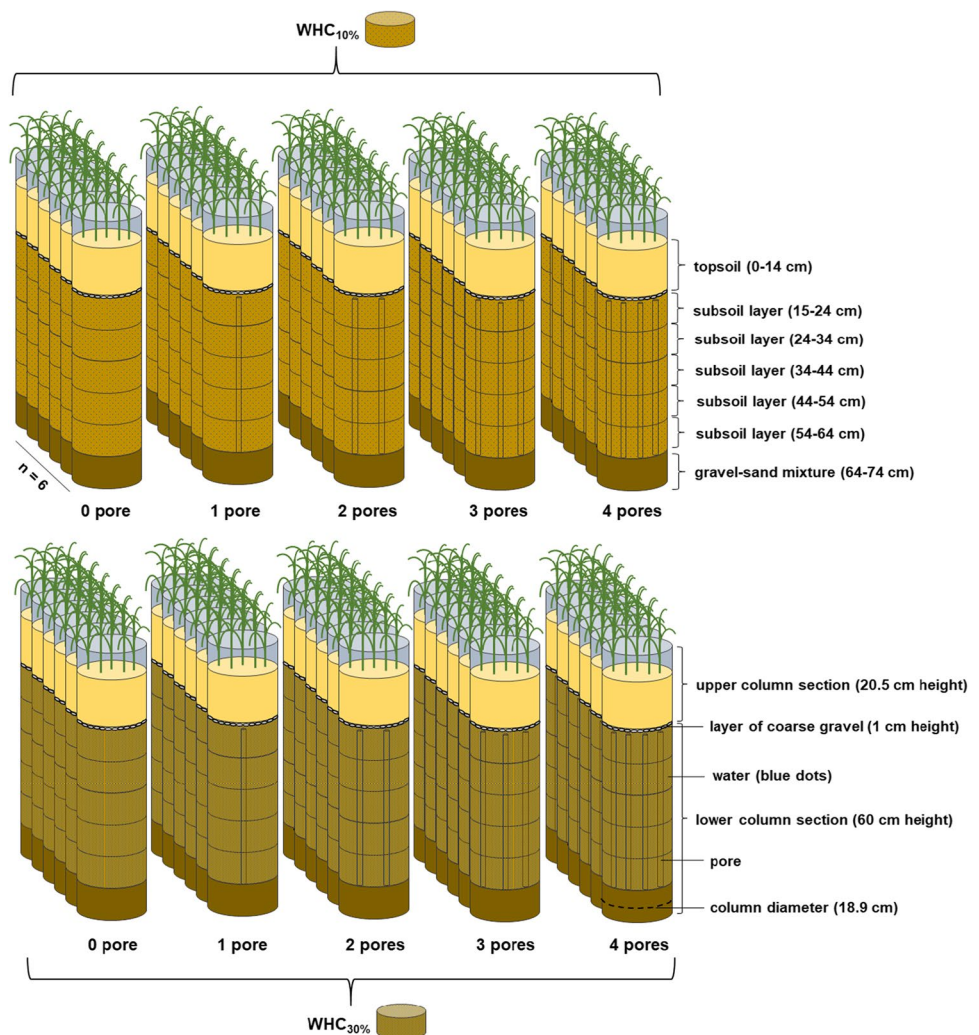 WHC10%
topsoil (0-14 cm)
subsoil layer (15-24 cm)
subsoil layer (24-34 cm)
subsoil layer (34-44 cm)
subsoil layer (44-54 cm)
subsoil layer (54-64 cm)
gravel-sand mixture (64-74 cm)
n = 6
0 pore 1 pore 2 pores 3 pores 4 pores
upper column section (20.5 cm height)
layer of coarse gravel (1 cm height)
water (blue dots)
lower column section (60 cm height)
pore
column diameter (18.9 cm)
0 pore 1 pore 2 pores 3 pores 4 pores
WHC30%